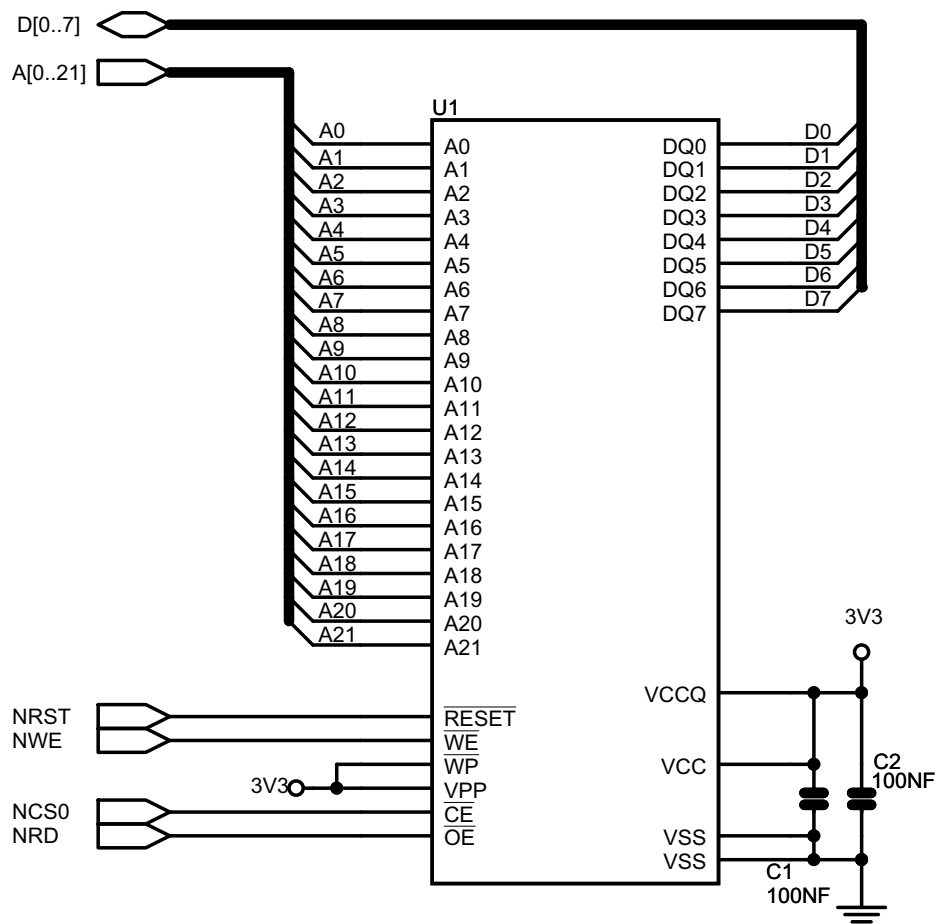 D[0..7]
A[0..21]
U1
A0 A0 DQ0 D0
A1 A1 DQ1 D1
A2 A2 DQ2 D2
A3 A3 DQ3 D3
A4 A4 DQ4 D4
A5 A5 DQ5 D5
A6 A6 DQ6 D6
A7 A7 DQ7 D7
A8 A8
A9 A9
A10 A10
A11 A11
A12 A12
A13 A13
A14 A14
A15 A15
A16 A16
A17 A17
A18 A18
A19 A19
A20 A20
A21 A21
3V3
VCCQ
NRST RESET
NWE WE
WP VCC
C2
100NF
3V3 VPP
NCS0 CE
NRD OE VSS
VSS
C1
100NF